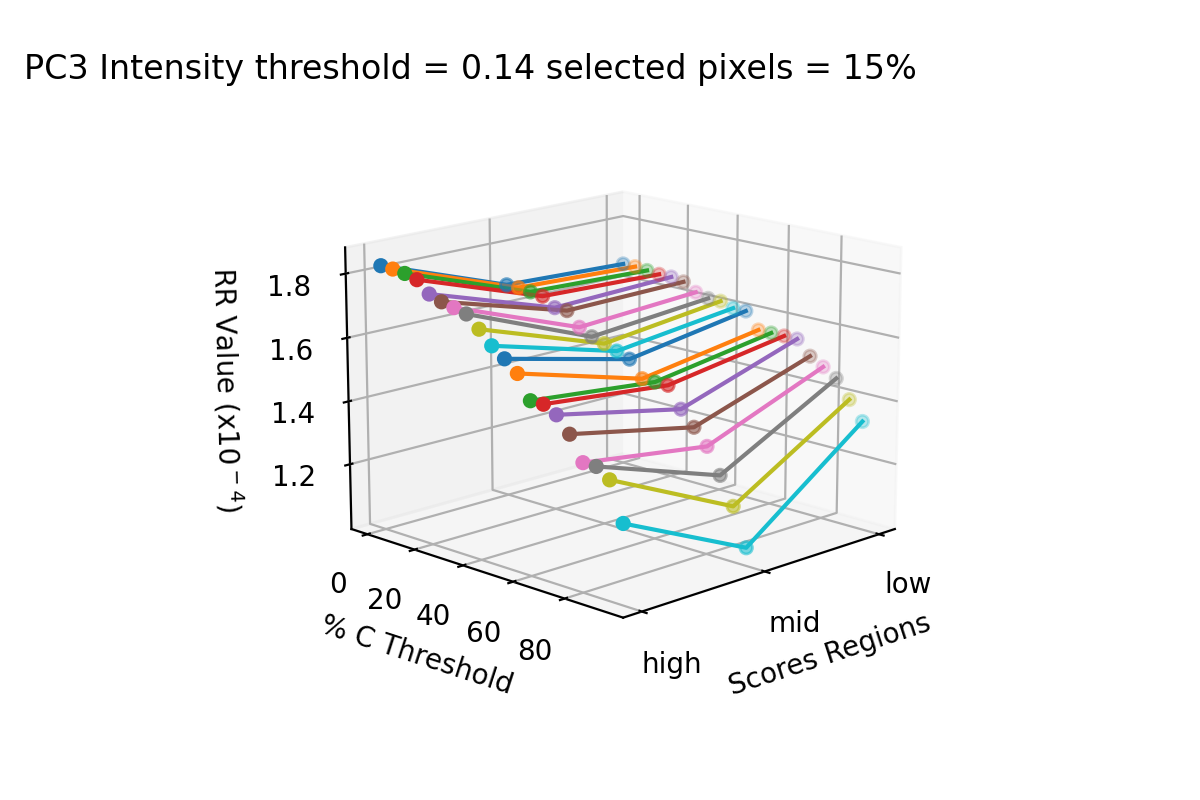 PC3 Intensity threshold = 0.14 selected pixels = 15%
RR Value (x10⁻⁴)
1.8
1.6
1.4
1.2
0
20
40
60
80
% C Threshold
high
mid
low
Scores Regions